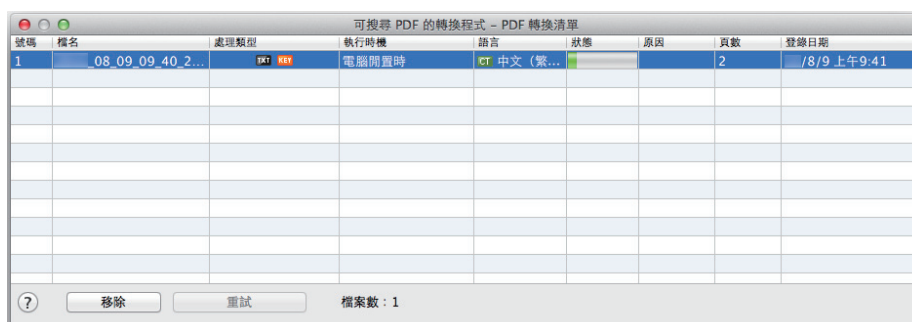 可搜尋 PDF 的轉換程式 – PDF 轉換清單
號碼 檔名 處理類型 執行時機 語言 狀態 原因 頁數 登錄日期
1 _08_09_09_40_2... TXT KEY 電腦閒置時 CT 中文（繁... 2 /8/9 上午9:41
? 移除 重試 檔案數：1